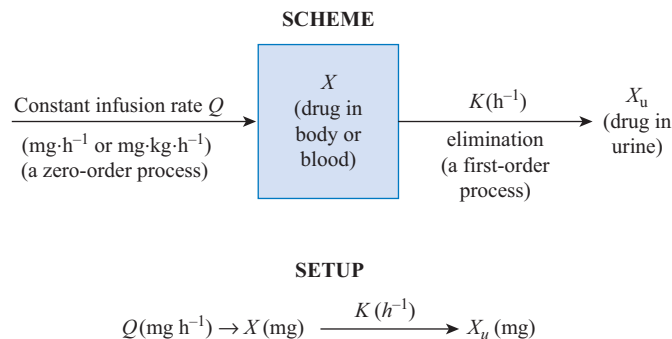 SCHEME
Constant infusion rate Q
(mg·h⁻¹ or mg·kg·h⁻¹)
(a zero-order process)
X
(drug in
body or
blood)
K(h⁻¹)
elimination
(a first-order
process)
Xᵤ
(drug in
urine)
SETUP
Q(mg h⁻¹) → X(mg) K(h⁻¹) → Xᵤ(mg)